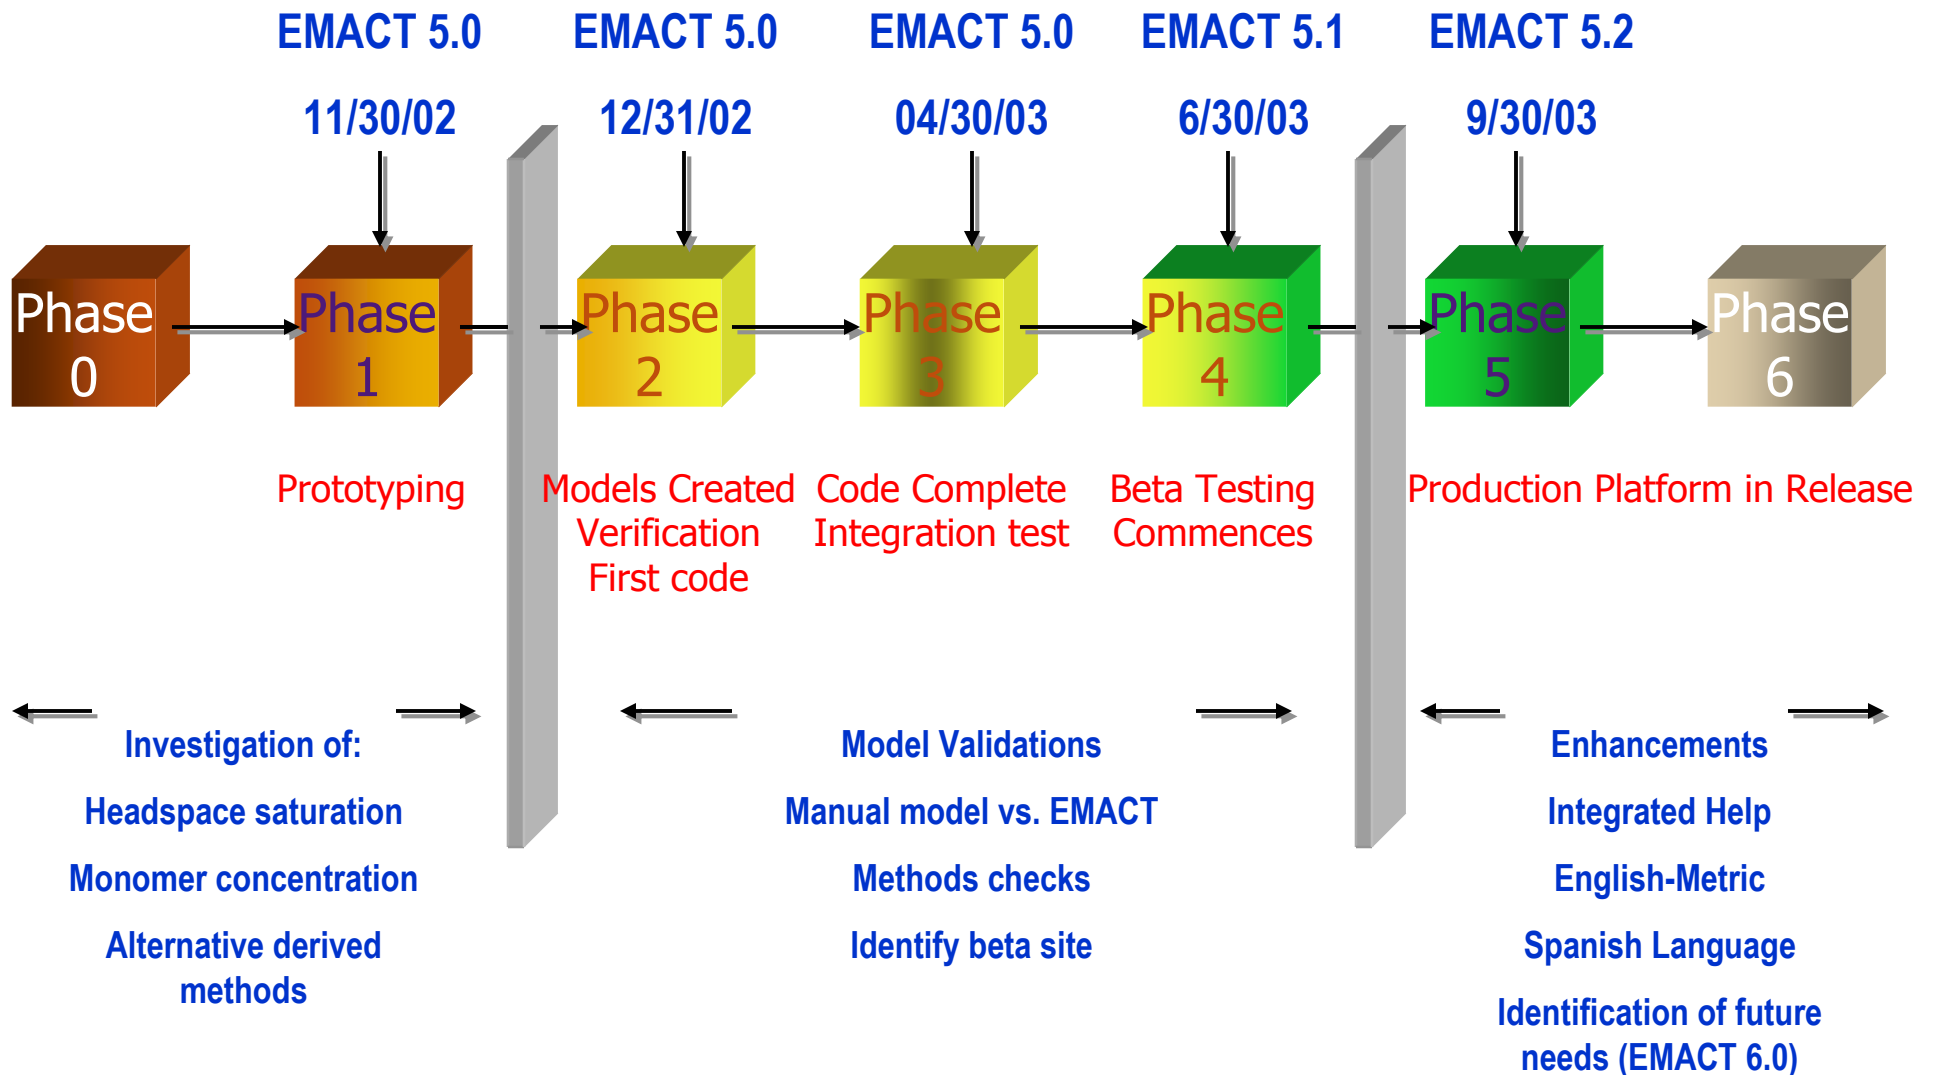 EMACT 5.0
EMACT 5.0
EMACT 5.0
EMACT 5.1
EMACT 5.2
11/30/02
12/31/02
04/30/03
6/30/03
9/30/03
Phase
0
Phase
1
Phase
2
Phase
3
Phase
4
Phase
5
Phase
6
Prototyping
Models Created
Verification
First code
Code Complete
Integration test
Beta Testing
Commences
Production Platform in Release
Investigation of:
Headspace saturation
Monomer concentration
Alternative derived
methods
Model Validations
Manual model vs. EMACT
Methods checks
Identify beta site
Enhancements
Integrated Help
English-Metric
Spanish Language
Identification of future
needs (EMACT 6.0)